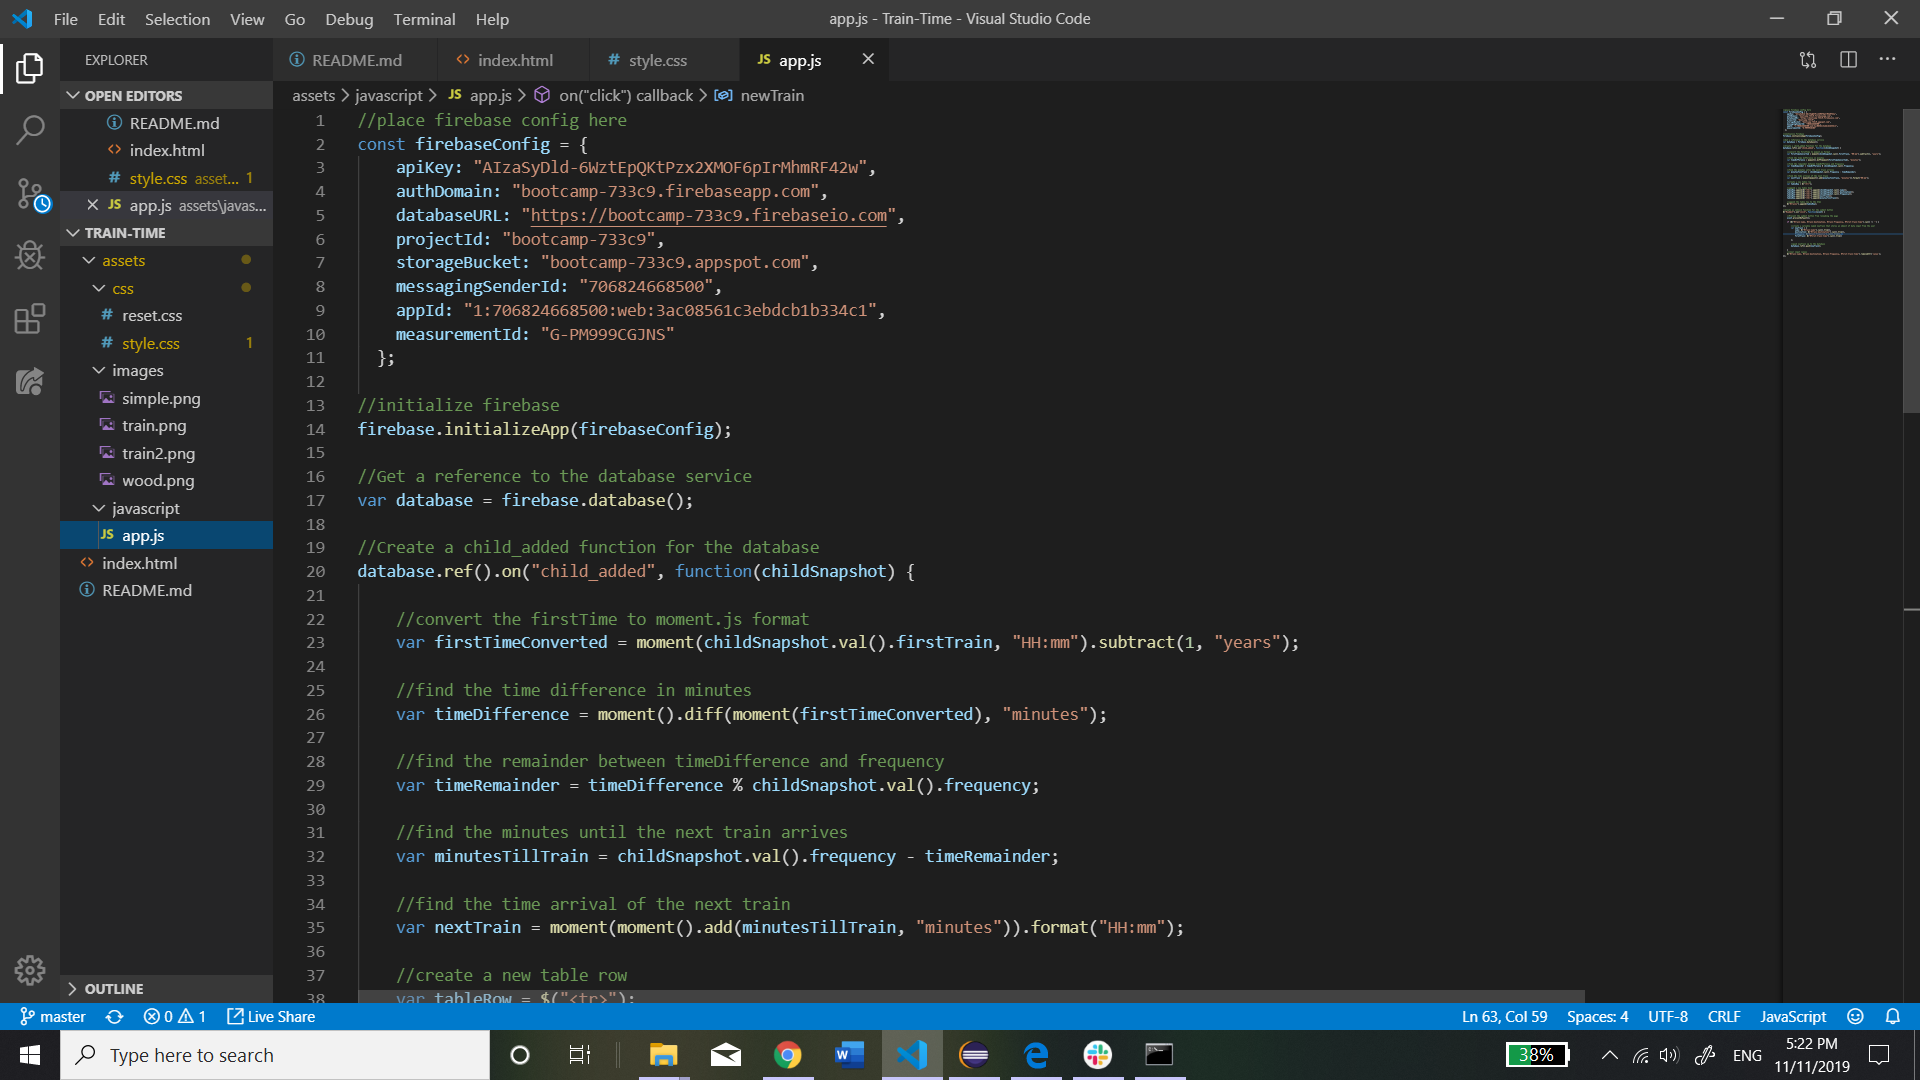 File Edit Selection View Go Debug Terminal Help
app.js - Train-Time - Visual Studio Code
EXPLORER
OPEN EDITORS
README.md
index.html
style.css asset... 1
app.js assets\javas...
TRAIN-TIME
assets
css
reset.css
style.css 1
images
simple.png
train.png
train2.png
wood.png
javascript
app.js
index.html
README.md
OUTLINE
README.md index.html style.css app.js
assets > javascript > JS app.js > on("click") callback > newTrain
1 //place firebase config here
2 const firebaseConfig = {
3 apiKey: "AIzaSyDld-6WztEpQKtPzx2XMOF6pIrMhmRF42w",
4 authDomain: "bootcamp-733c9.firebaseapp.com",
5 databaseURL: "https://bootcamp-733c9.firebaseio.com",
6 projectId: "bootcamp-733c9",
7 storageBucket: "bootcamp-733c9.appspot.com",
8 messagingSenderId: "706824668500",
9 appId: "1:706824668500:web:3ac08561c3ebdcb1b334c1",
10 measurementId: "G-PM999CGJNS"
11 };
12
13 //initialize firebase
14 firebase.initializeApp(firebaseConfig);
15
16 //Get a reference to the database service
17 var database = firebase.database();
18
19 //Create a child_added function for the database
20 database.ref().on("child_added", function(childSnapshot) {
21
22 //convert the firstTime to moment.js format
23 var firstTimeConverted = moment(childSnapshot.val().firstTrain, "HH:mm").subtract(1, "years");
24
25 //find the time difference in minutes
26 var timeDifference = moment().diff(moment(firstTimeConverted), "minutes");
27
28 //find the remainder between timeDifference and frequency
29 var timeRemainder = timeDifference % childSnapshot.val().frequency;
30
31 //find the minutes until the next train arrives
32 var minutesTillTrain = childSnapshot.val().frequency - timeRemainder;
33
34 //find the time arrival of the next train
35 var nextTrain = moment(moment().add(minutesTillTrain, "minutes")).format("HH:mm");
36
37 //create a new table row
38 var tableRow = $("<tr>");
master 0 1 Live Share
Ln 63, Col 59 Spaces: 4 UTF-8 CRLF JavaScript
Type here to search
38%
ENG
5:22 PM
11/11/2019